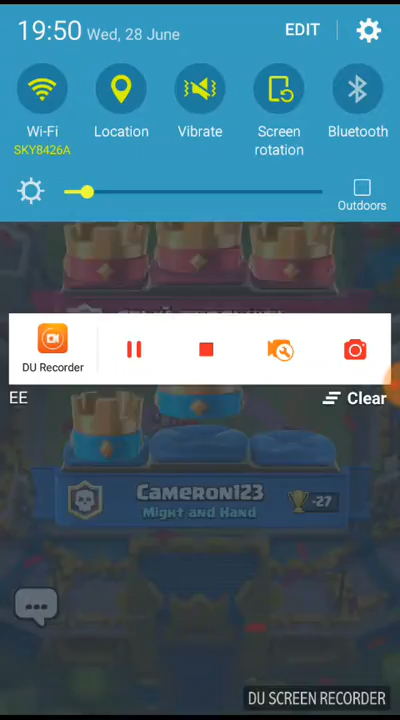 19:50 Wed, 28 June EDIT
Wi-Fi Location Vibrate Screen rotation Bluetooth
SKY8426A
Outdoors
DU Recorder
EE Clear
Cameron123
Might and Hand
-27
DU SCREEN RECORDER